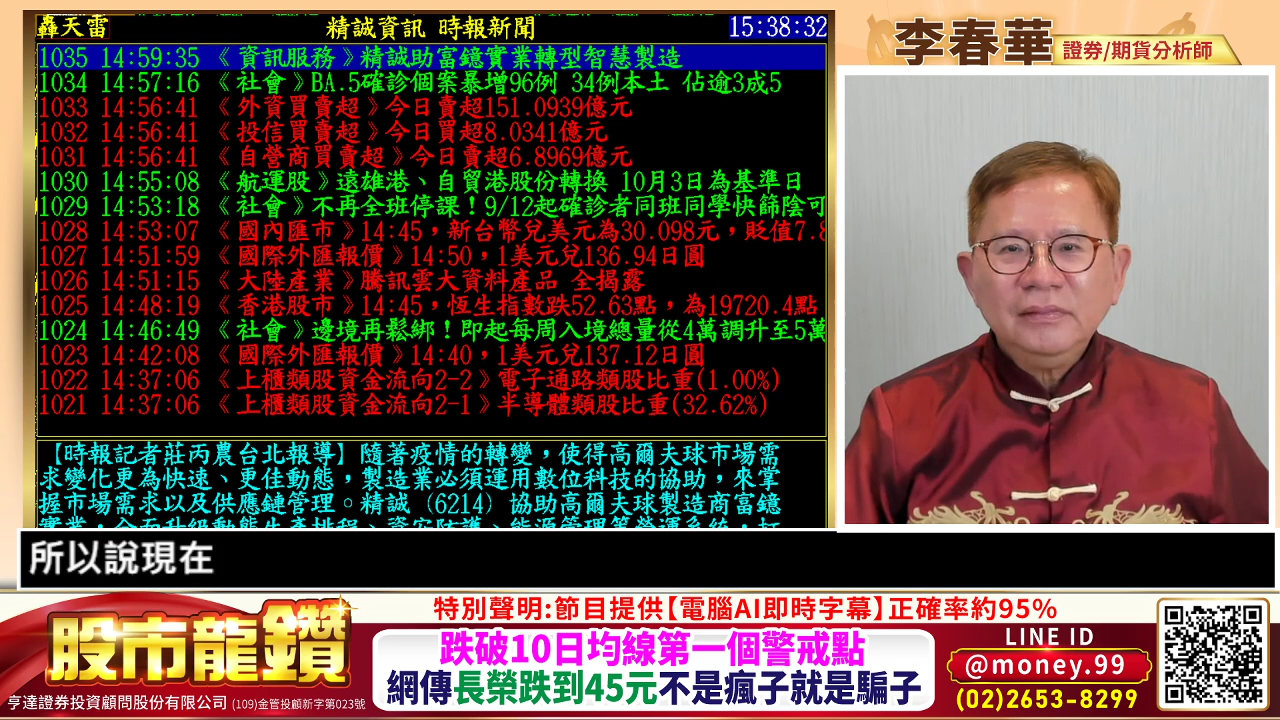 轟天雷 精誠資訊 時報新聞 15:38:32
1035 14:59:35 《資訊服務》精誠助富鐿實業轉型智慧製造
1034 14:57:16 《社會》BA.5確診個案暴增96例 34例本土 佔逾3成5
1033 14:56:41 《外資買賣超》今日賣超151.0939億元
1032 14:56:41 《投信買賣超》今日買超8.0341億元
1031 14:56:41 《自營商買賣超》今日賣超6.8969億元
1030 14:55:08 《航運股》遠雄港、自貿港股份轉換 10月3日為基準日
1029 14:53:18 《社會》不再全班停課！9/12起確診者同班同學快篩陰可
1028 14:53:07 《國內匯市》14:45，新台幣兌美元為30.098元，貶值7.8
1027 14:51:59 《國際外匯報價》14:50，1美元兌136.94日圓
1026 14:51:15 《大陸產業》騰訊雲大資料產品 全揭露
1025 14:48:19 《香港股市》14:45，恆生指數跌52.63點，為19720.4點
1024 14:46:49 《社會》邊境再鬆綁！即起每周入境總量從4萬調升至5萬
1023 14:42:08 《國際外匯報價》14:40，1美元兌137.12日圓
1022 14:37:06 《上櫃類股資金流向2-2》電子通路類股比重(1.00%)
1021 14:37:06 《上櫃類股資金流向2-1》半導體類股比重(32.62%)
【時報記者莊丙農台北報導】隨著疫情的轉變，使得高爾夫球市場需
求變化更為快速、更佳動態，製造業必須運用數位科技的協助，來掌
握市場需求以及供應鏈管理。精誠（6214）協助高爾夫球製造商富鐿
實業，全面升級動態生產排程、資安防護、能源管理等營運系統，打
李春華 證券/期貨分析師
所以說現在
特別聲明:節目提供【電腦AI即時字幕】正確率約95%
股市龍鑽
亨達證券投資顧問股份有限公司 (109)金管投顧新字第023號
跌破10日均線第一個警戒點
網傳長榮跌到45元不是瘋子就是騙子
LINE ID
@money.99
(02)2653-8299